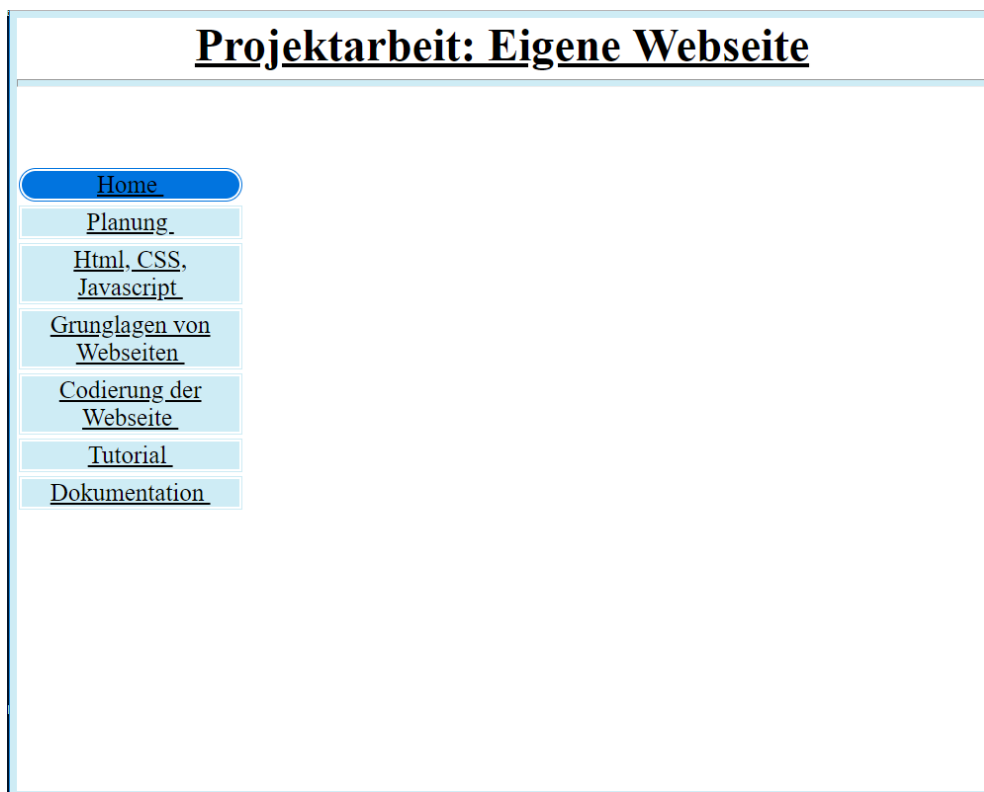 Projektarbeit: Eigene Webseite
Home
Planung
Html, CSS,
Javascript
Grunglagen von
Webseiten
Codierung der
Webseite
Tutorial
Dokumentation